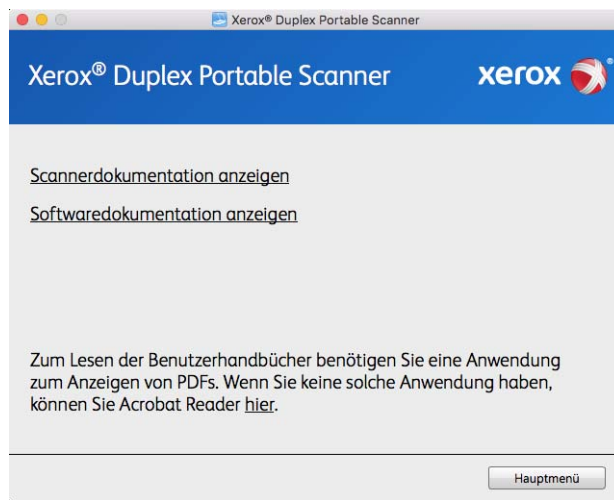 Xerox® Duplex Portable Scanner
Xerox® Duplex Portable Scanner
xerox
Scannerdokumentation anzeigen
Softwaredokumentation anzeigen
Zum Lesen der Benutzerhandbücher benötigen Sie eine Anwendung
zum Anzeigen von PDFs. Wenn Sie keine solche Anwendung haben,
können Sie Acrobat Reader hier.
Hauptmenü